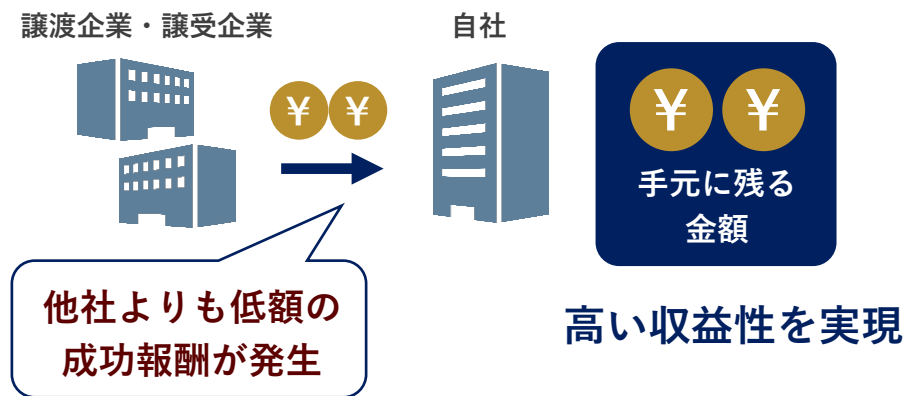 譲渡企業・譲受企業
自社
¥ ¥
¥ ¥
手元に残る
金額
他社よりも低額の
成功報酬が発生
高い収益性を実現